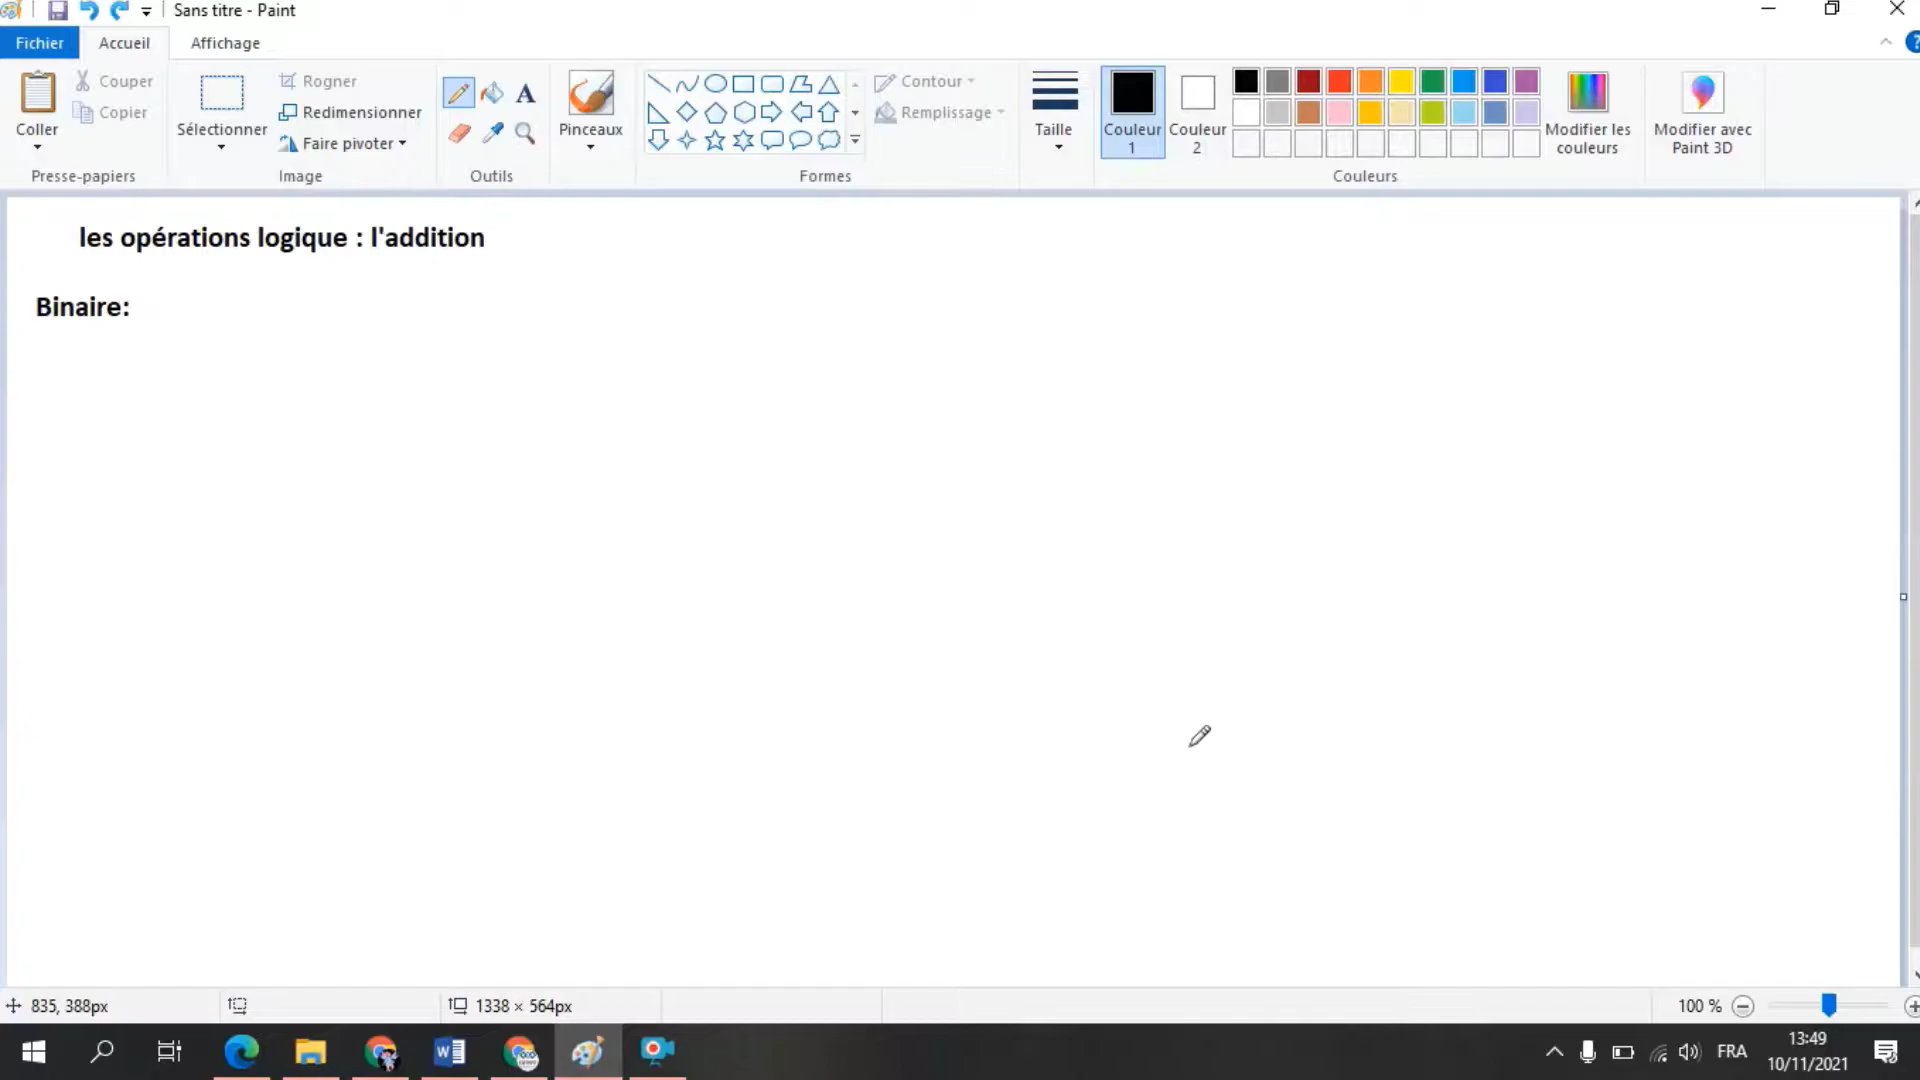 Sans titre - Paint
Fichier
Accueil
Affichage
Coller
Couper
Copier
Presse-papiers
Sélectionner
Rogner
Redimensionner
Faire pivoter
Image
A
Outils
Pinceaux
Contour
Remplissage
Formes
Taille
Couleur 1
Couleur 2
Modifier les couleurs
Couleurs
Modifier avec Paint 3D
les opérations logique : l'addition
Binaire:
835, 388px
1338 × 564px
100 %
FRA
13:49
10/11/2021